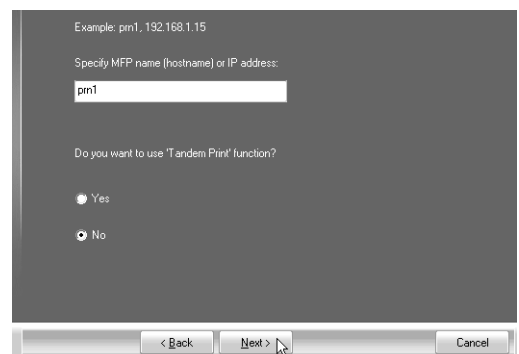 Example: prn1, 192.168.1.15
Specify MFP name (hostname) or IP address:
prn1
Do you want to use 'Tandem Print' function?
Yes
No
< Back
Next >
Cancel